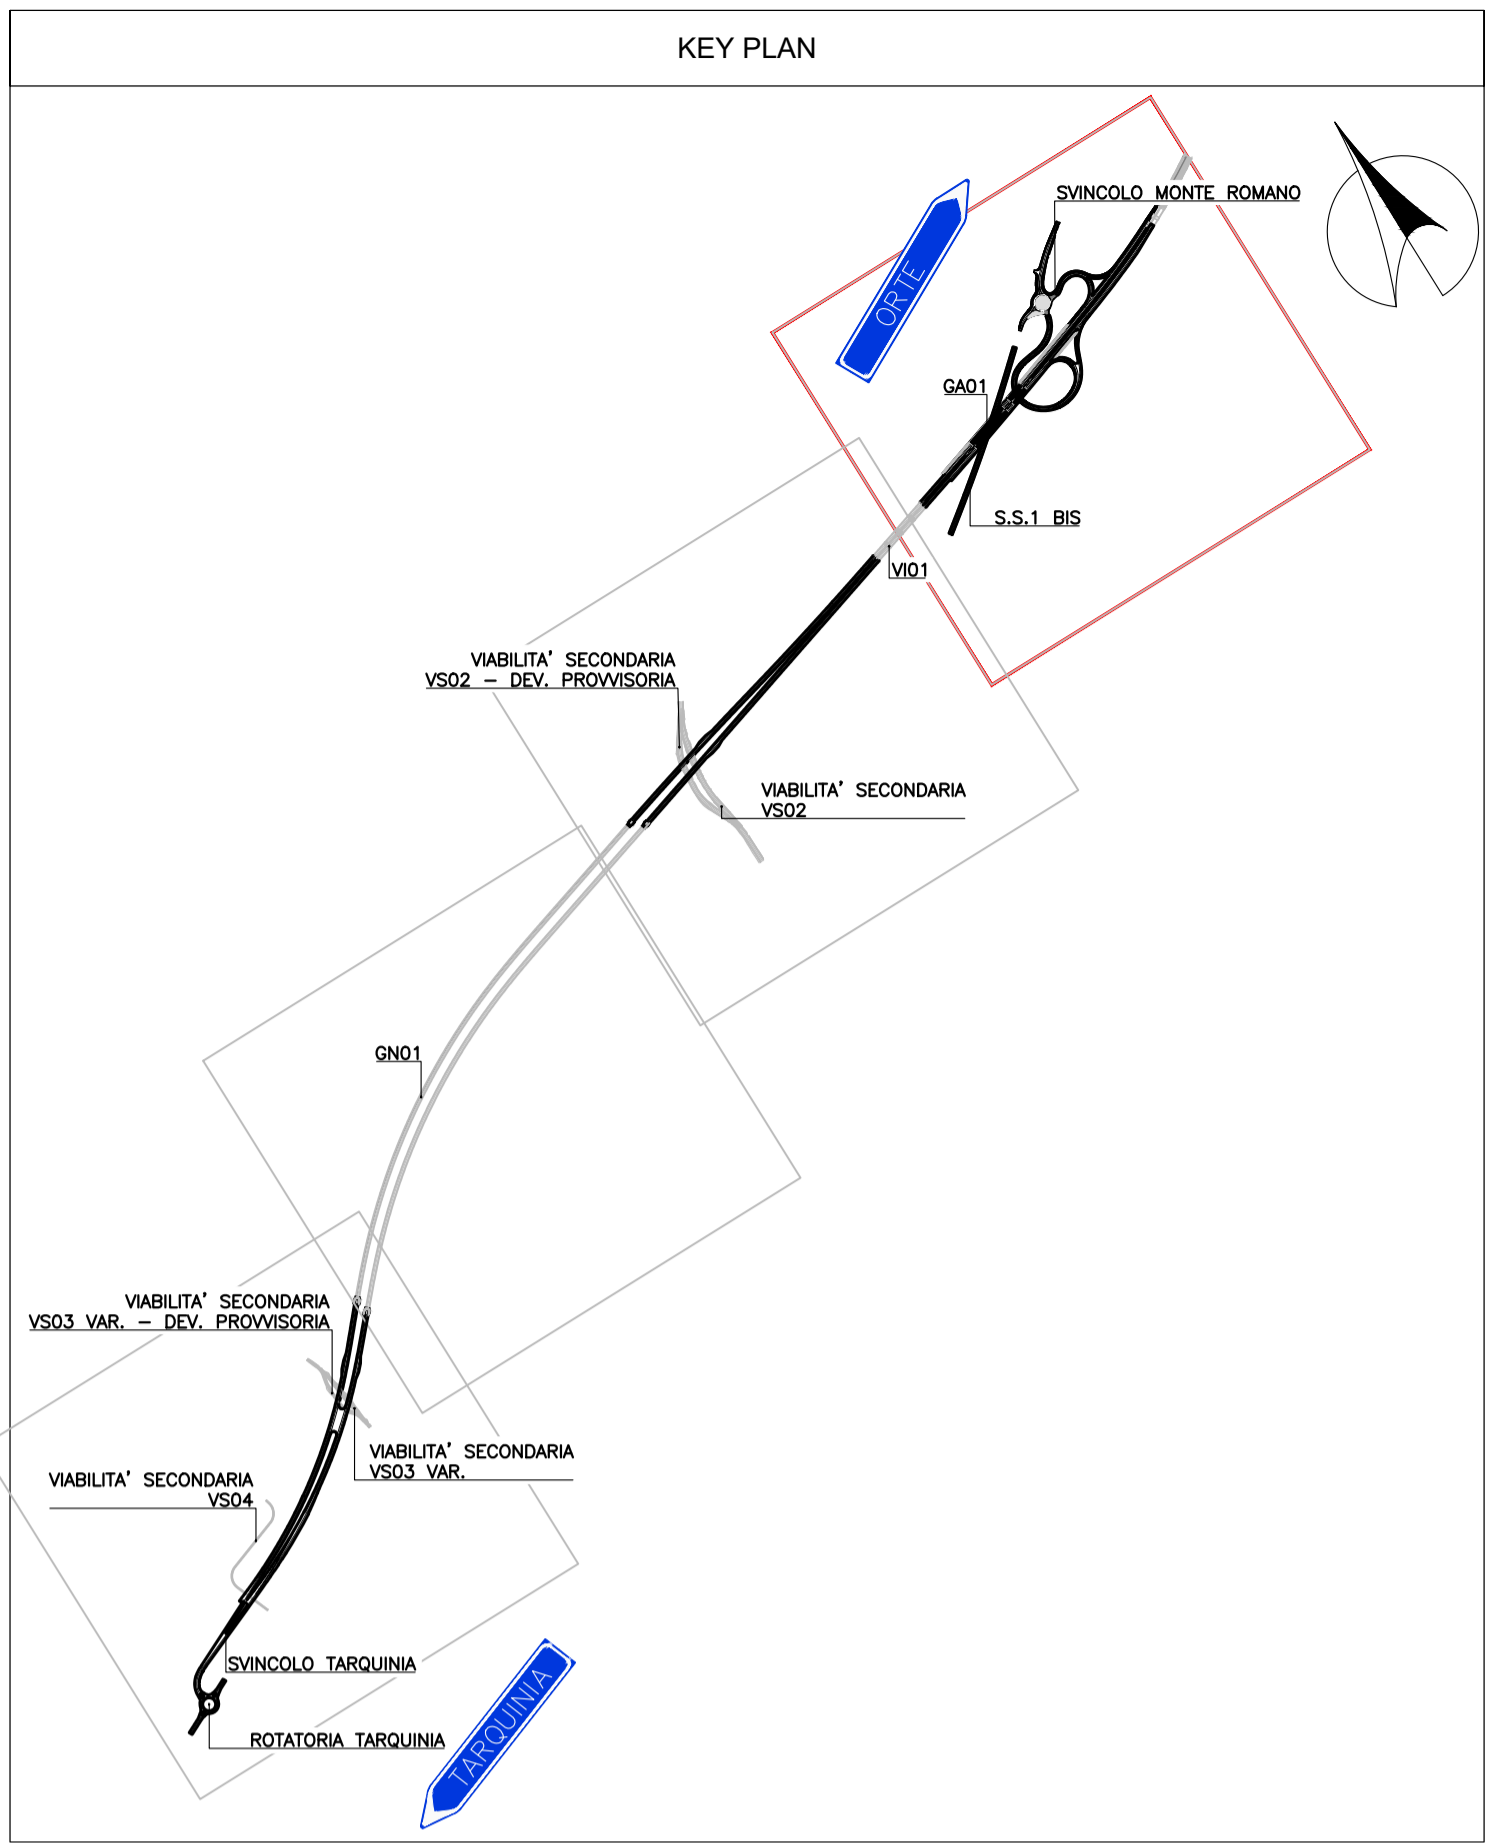 KEY PLAN
SVINCOLO MONTE ROMANO
ORTE
GA01
S.S.1 BIS
VI01
VIABILITA' SECONDARIA
VS02 - DEV. PROVVISORIA
VIABILITA' SECONDARIA
VS02
GN01
VIABILITA' SECONDARIA
VS03 VAR. - DEV. PROVVISORIA
VIABILITA' SECONDARIA
VS03 VAR.
VIABILITA' SECONDARIA
VS04
SVINCOLO TARQUINIA
TARQUINIA
ROTATORIA TARQUINIA